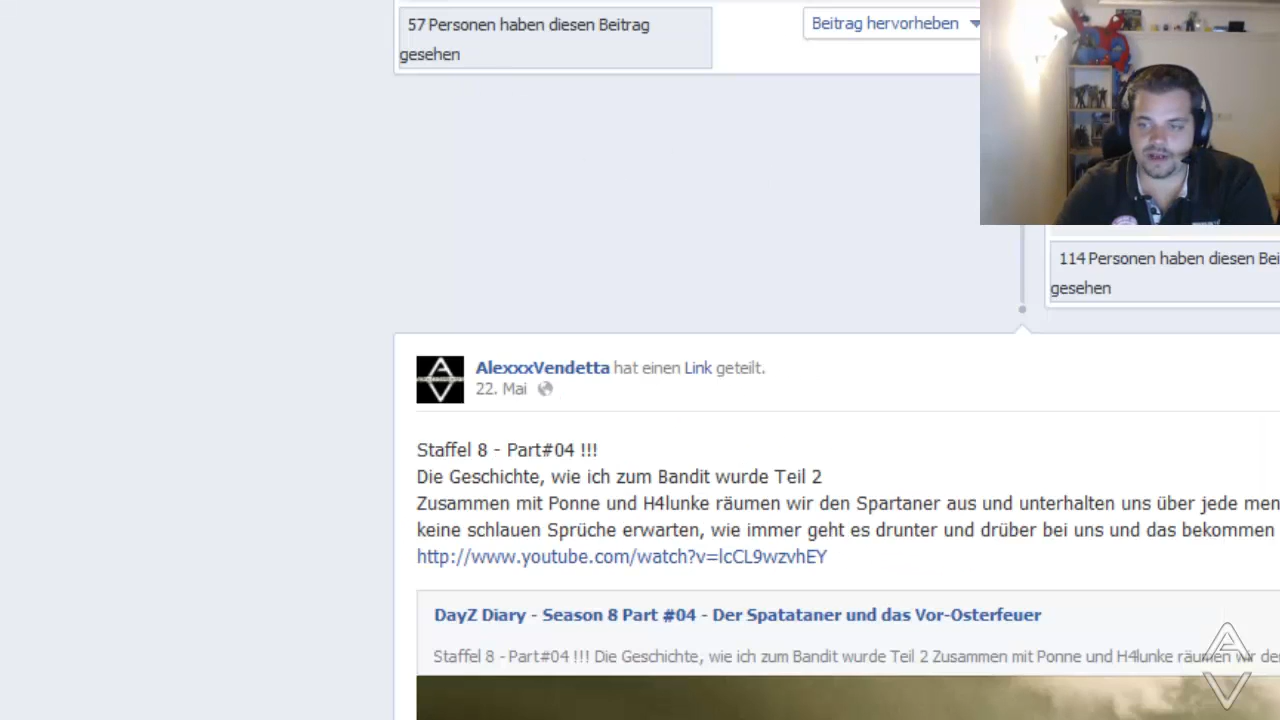 57 Personen haben diesen Beitrag
gesehen
Beitrag hervorheben
114 Personen haben diesen Bei
gesehen
AlexxxVendetta hat einen Link geteilt.
22. Mai
Staffel 8 - Part#04 !!!
Die Geschichte, wie ich zum Bandit wurde Teil 2
Zusammen mit Ponne und H4lunke räumen wir den Spartaner aus und unterhalten uns über jede men
keine schlauen Sprüche erwarten, wie immer geht es drunter und drüber bei uns und das bekommen
http://www.youtube.com/watch?v=lcCL9wzvhEY
DayZ Diary - Season 8 Part #04 - Der Spatataner und das Vor-Osterfeuer
Staffel 8 - Part#04 !!! Die Geschichte, wie ich zum Bandit wurde Teil 2 Zusammen mit Ponne und H4lunke räumen wir de